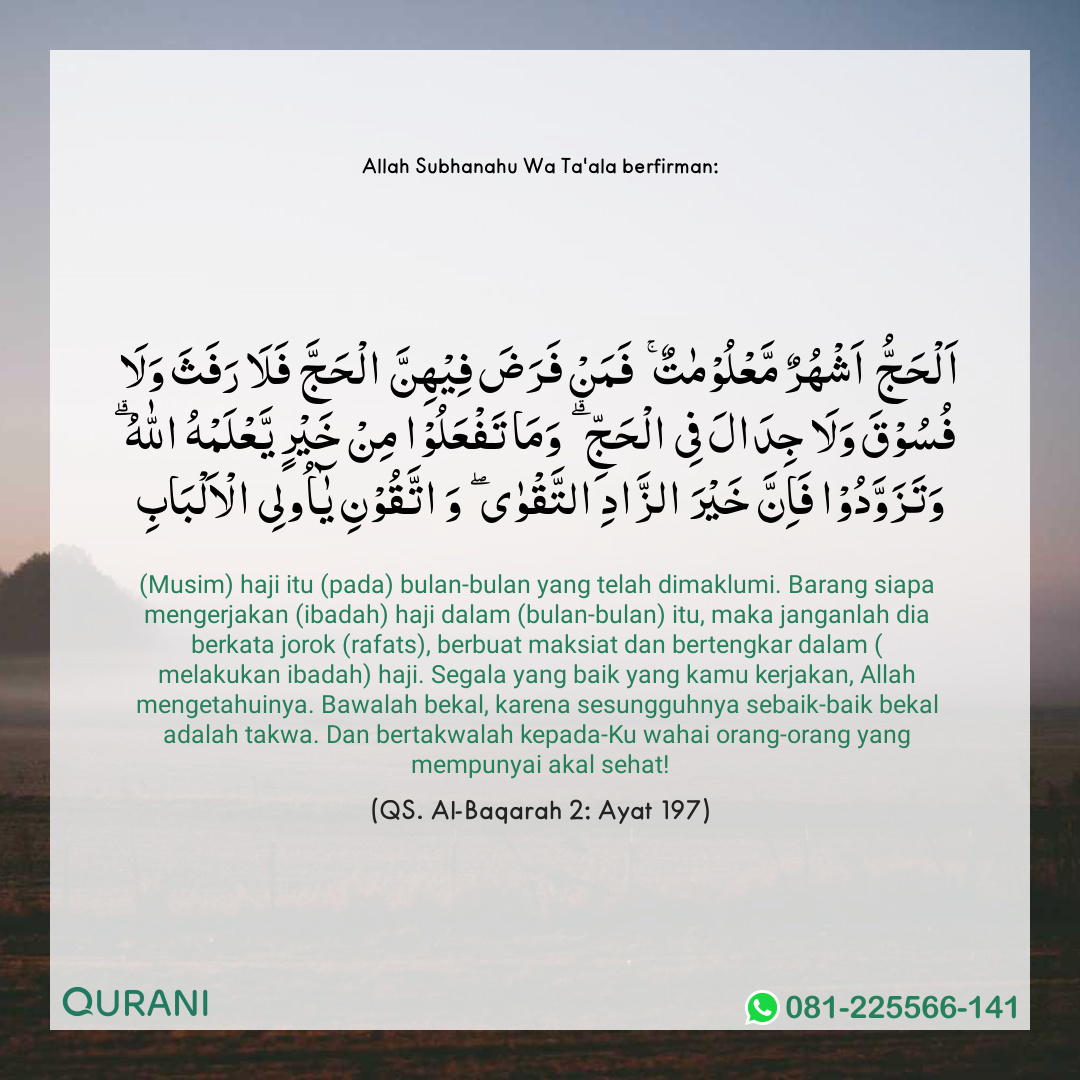 Allah Subhanahu Wa Ta'ala berfirman:
اَلْحَجُّ اَشْهُرٌ مَّعْلُوْمٰتٌ ۚ فَمَنْ فَرَضَ فِيْهِنَّ الْحَجَّ فَلَا رَفَثَ وَلَا
فُسُوْقَ وَلَا جِدَالَ فِى الْحَجِّ ۗ وَمَا تَفْعَلُوْا مِنْ خَيْرٍ يَّعْلَمْهُ اللّٰهُ ۗ
وَتَزَوَّدُوْا فَاِنَّ خَيْرَ الزَّادِ التَّقْوٰى ۖ وَ اتَّقُوْنِ يٰٓاُولِى الْاَلْبَابِ
(Musim) haji itu (pada) bulan-bulan yang telah dimaklumi. Barang siapa
mengerjakan (ibadah) haji dalam (bulan-bulan) itu, maka janganlah dia
berkata jorok (rafats), berbuat maksiat dan bertengkar dalam (
melakukan ibadah) haji. Segala yang baik yang kamu kerjakan, Allah
mengetahuinya. Bawalah bekal, karena sesungguhnya sebaik-baik bekal
adalah takwa. Dan bertakwalah kepada-Ku wahai orang-orang yang
mempunyai akal sehat!
(QS. Al-Baqarah 2: Ayat 197)
QURANI
081-225566-141